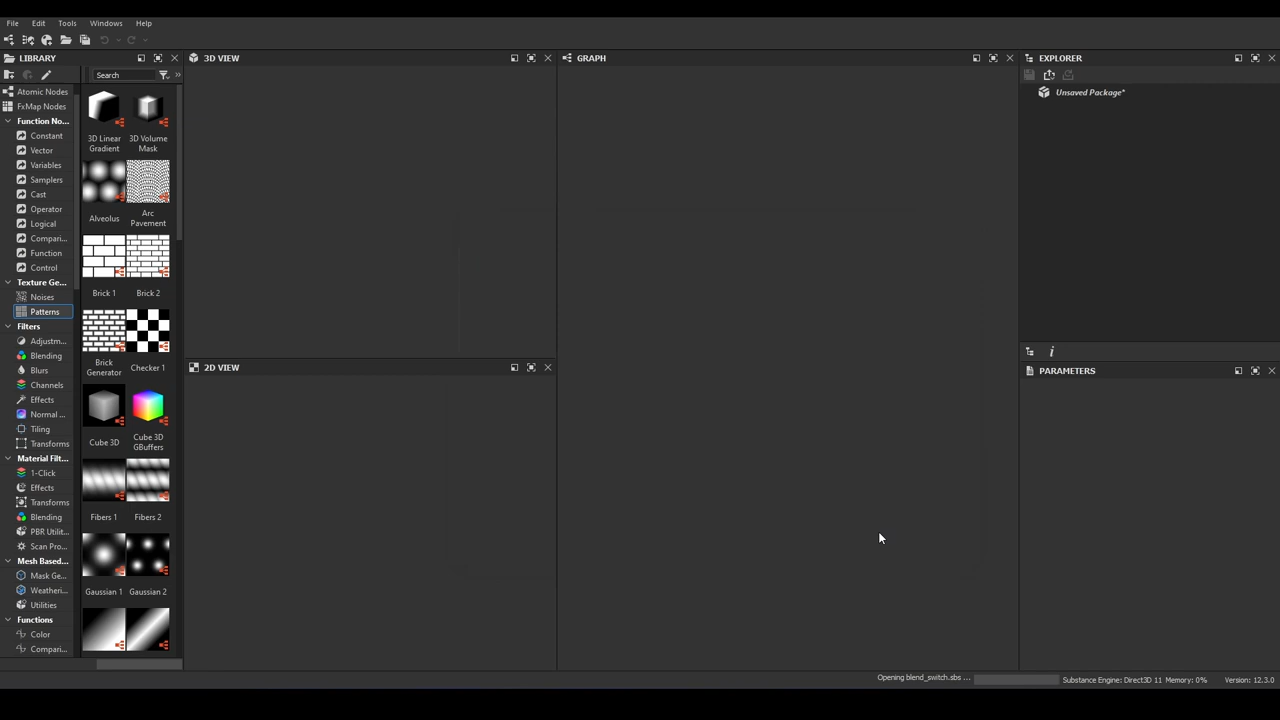 File Edit Tools Windows Help
LIBRARY
Search
Atomic Nodes
FxMap Nodes
Function No...
Constant
Vector
Variables
Samplers
Cast
Operator
Logical
Compari...
Function
Control
Texture Ge...
Noises
Patterns
Filters
Adjustm...
Blending
Blurs
Channels
Effects
Normal ...
Tiling
Transforms
Material Filt...
1-Click
Effects
Transforms
Blending
PBR Utilit...
Scan Pro...
Mesh Based...
Mask Ge...
Weatheri...
Utilities
Functions
Color
Compari...
3D Linear
Gradient
3D Volume
Mask
Alveolus
Arc
Pavement
Brick 1
Brick 2
Brick
Generator
Checker 1
Cube 3D
Cube 3D
GBuffers
Fibers 1
Fibers 2
Gaussian 1
Gaussian 2
3D VIEW
2D VIEW
GRAPH
EXPLORER
Unsaved Package*
PARAMETERS
Opening blend_switch.sbs ...
Substance Engine: Direct3D 11 Memory: 0%
Version: 12.3.0